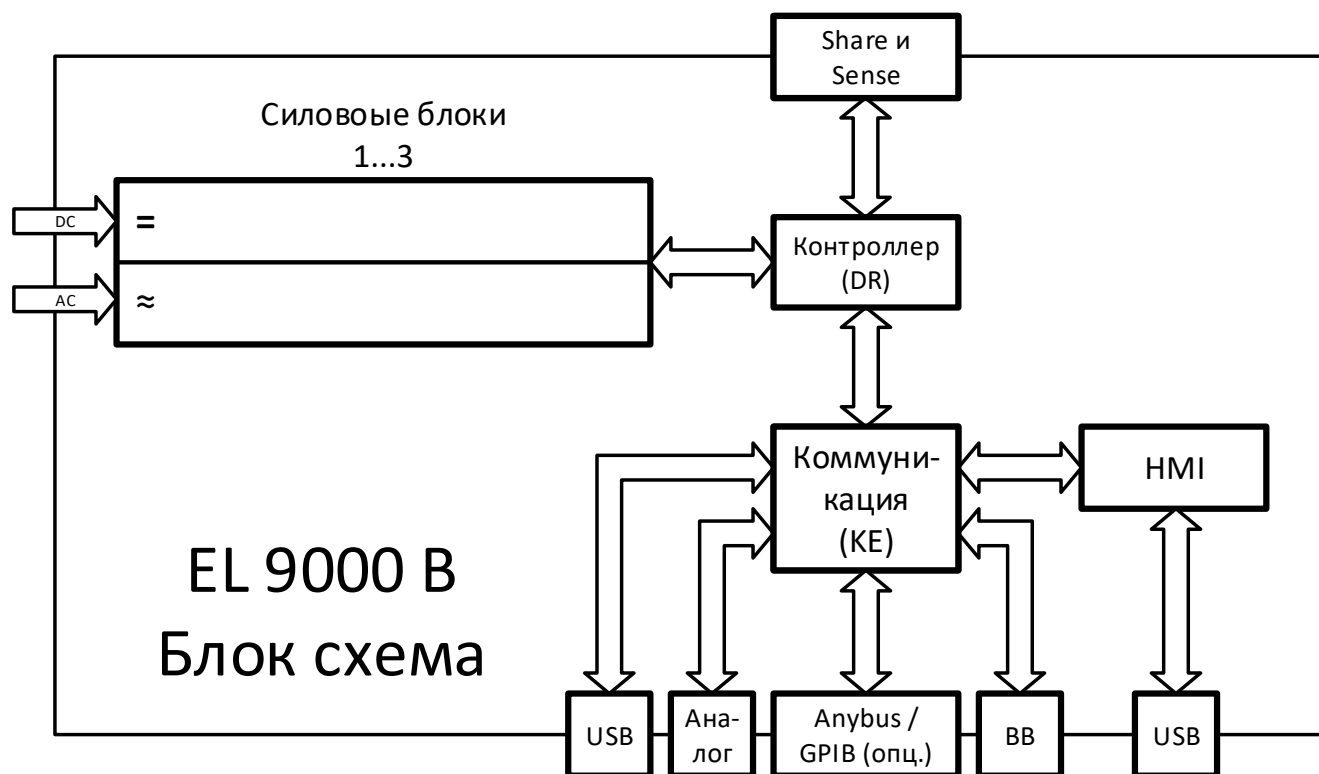 Share и
Sense
Силовоые блоки
1...3
DC
=
AC
≈
Контроллер
(DR)
Коммуни-
кация
(KE)
HMI
EL 9000 B
Блок схема
USB
Ана-
лог
Anybus /
GPIB (опц.)
ВВ
USB